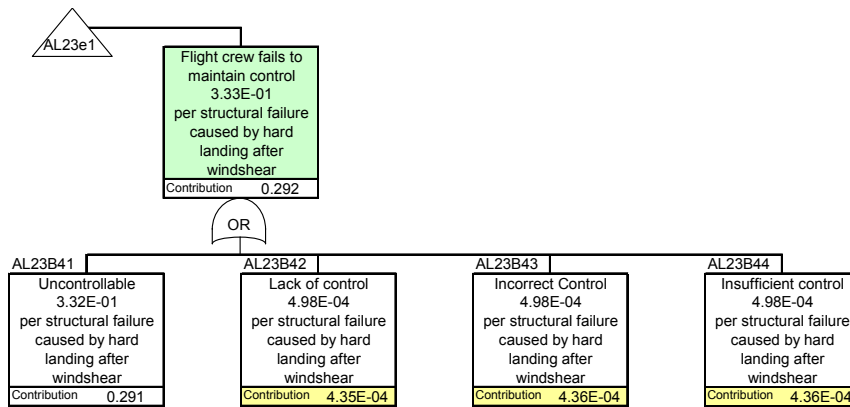 AL23e1
Flight crew fails to
maintain control
3.33E-01
per structural failure
caused by hard
landing after
windshear
Contribution 0.292
OR
AL23B41
Uncontrollable
3.32E-01
per structural failure
caused by hard
landing after
windshear
Contribution 0.291
AL23B42
Lack of control
4.98E-04
per structural failure
caused by hard
landing after
windshear
Contribution 4.35E-04
AL23B43
Incorrect Control
4.98E-04
per structural failure
caused by hard
landing after
windshear
Contribution 4.36E-04
AL23B44
Insufficient control
4.98E-04
per structural failure
caused by hard
landing after
windshear
Contribution 4.36E-04